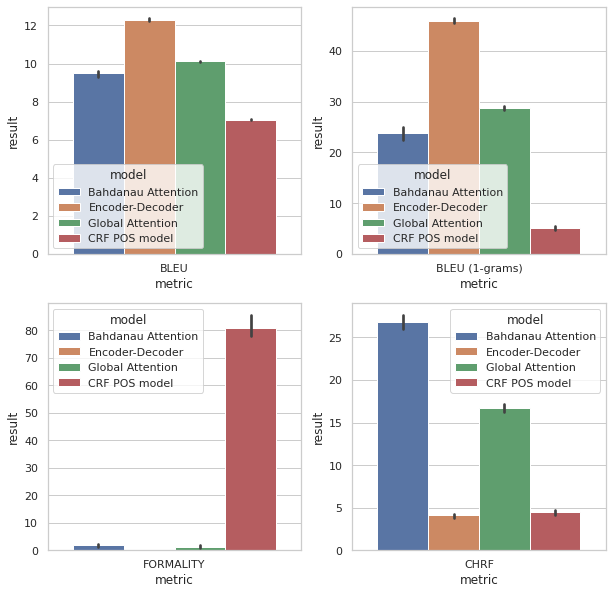 12
10
8
6
4
2
0
result
model
Bahdanau Attention
Encoder-Decoder
Global Attention
CRF POS model
BLEU
metric
40
30
20
10
0
result
model
Bahdanau Attention
Encoder-Decoder
Global Attention
CRF POS model
BLEU (1-grams)
metric
80
70
60
50
40
30
20
10
0
result
model
Bahdanau Attention
Encoder-Decoder
Global Attention
CRF POS model
FORMALITY
metric
25
20
15
10
5
0
result
model
Bahdanau Attention
Encoder-Decoder
Global Attention
CRF POS model
CHRF
metric